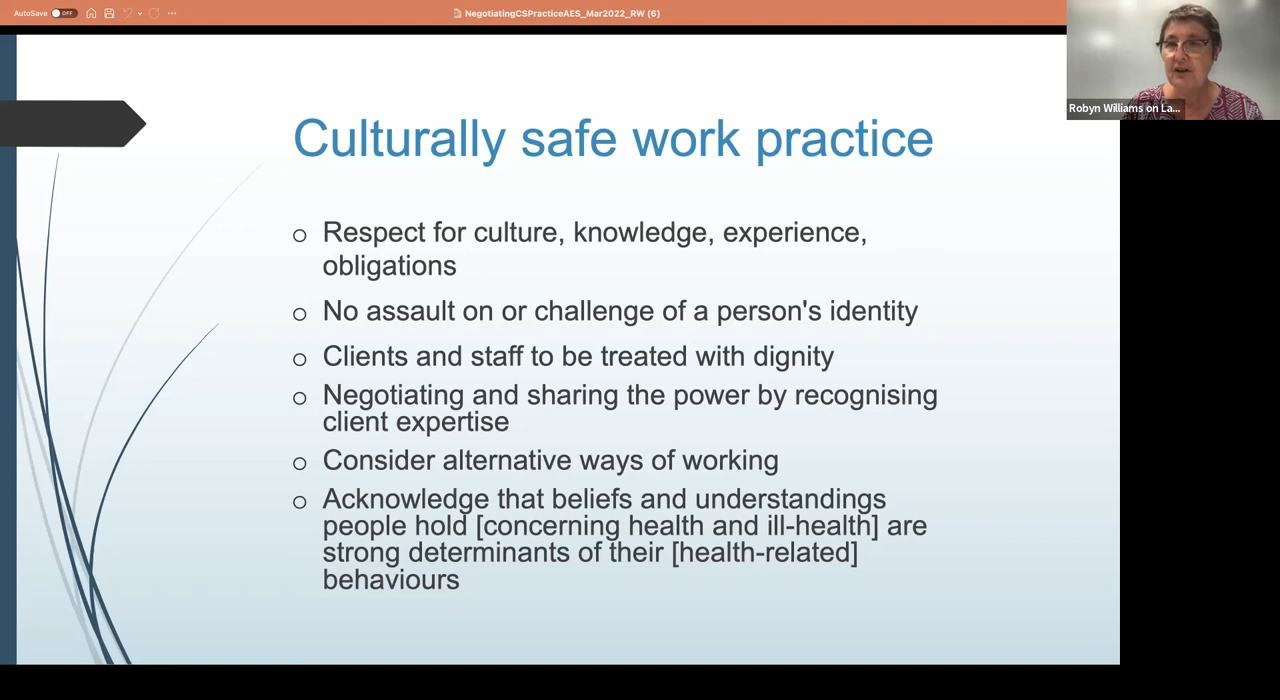 AutoSave OFF
NegotiatingCSPracticeAES_Mar2022_RW (6)
Robyn Williams on La...
Culturally safe work practice
Respect for culture, knowledge, experience,
obligations
No assault on or challenge of a person's identity
Clients and staff to be treated with dignity
Negotiating and sharing the power by recognising
client expertise
Consider alternative ways of working
Acknowledge that beliefs and understandings
people hold [concerning health and ill-health] are
strong determinants of their [health-related]
behaviours